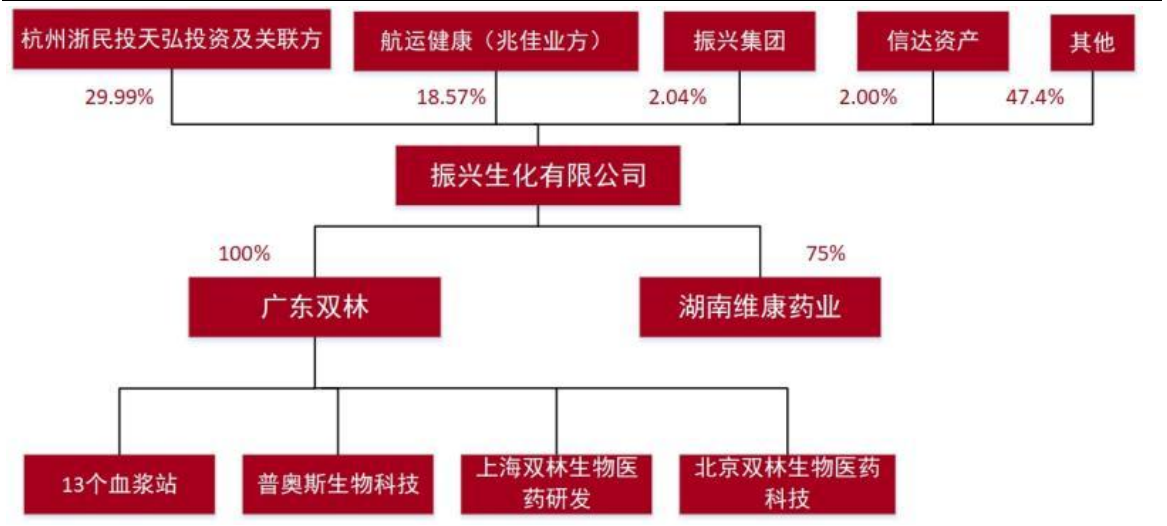 杭州浙民投天弘投资及关联方
航运健康（兆佳业方）
振兴集团
信达资产
其他
29.99%
18.57%
2.04%
2.00%
47.4%
振兴生化有限公司
100%
75%
广东双林
湖南维康药业
13个血浆站
普奥斯生物科技
上海双林生物医
药研发
北京双林生物医药
科技